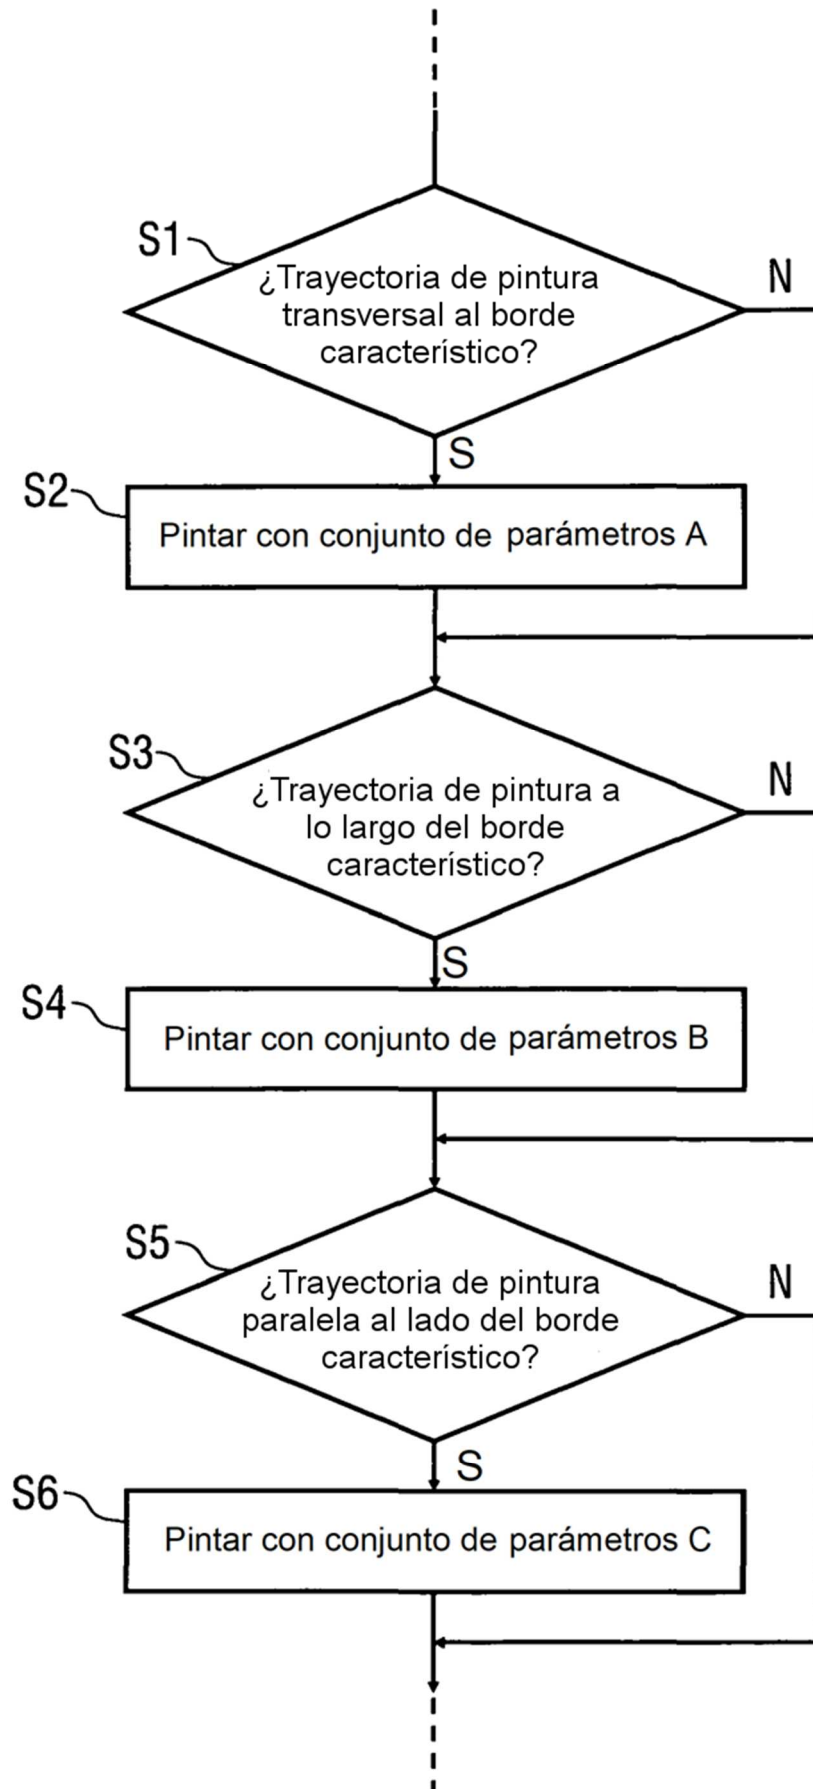 S1
¿Trayectoria de pintura
transversal al borde
característico?
N
S
S2
Pintar con conjunto de parámetros A
S3
¿Trayectoria de pintura a
lo largo del borde
característico?
N
S
S4
Pintar con conjunto de parámetros B
S5
¿Trayectoria de pintura
paralela al lado del borde
característico?
N
S
S6
Pintar con conjunto de parámetros C